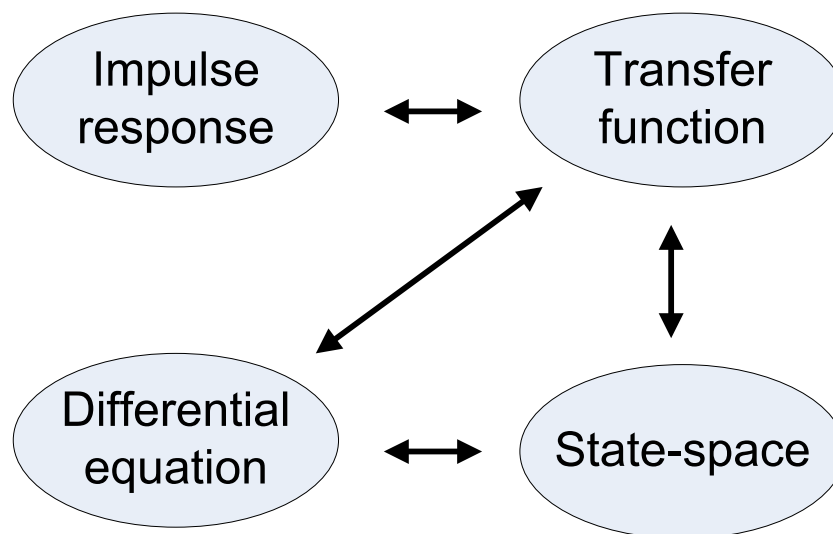 Impulse
response
Transfer
function
Differential
equation
State-space